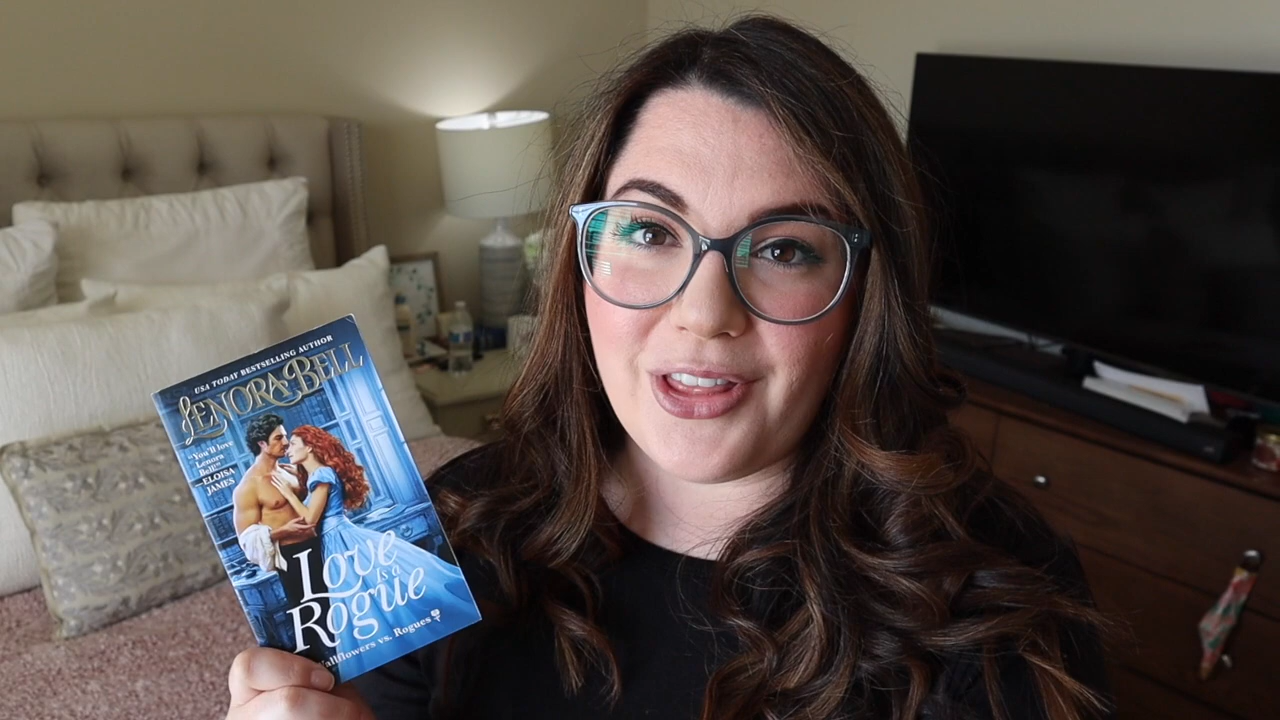 USA TODAY BESTSELLING AUTHOR
LENORA BELL
"You'll love
Lenora
Bell!"
—ELOISA
JAMES
Love
Is a
Rogue
Wallflowers vs. Rogues